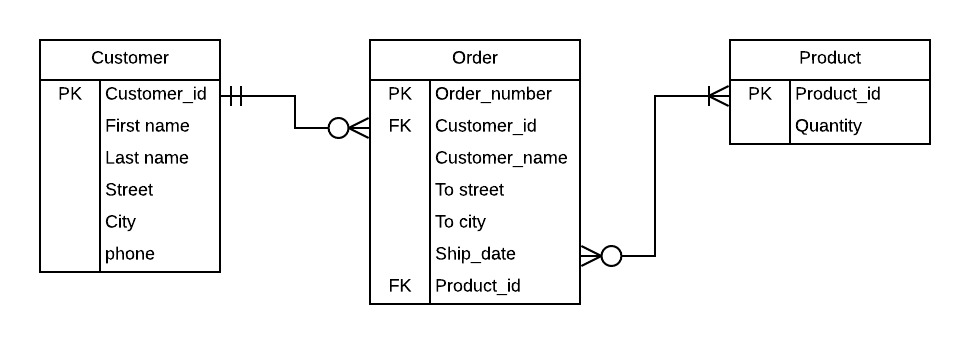 Customer
PK Customer_id
First name
Last name
Street
City
phone
Order
PK Order_number
FK Customer_id
Customer_name
To street
To city
Ship_date
FK Product_id
Product
PK Product_id
Quantity